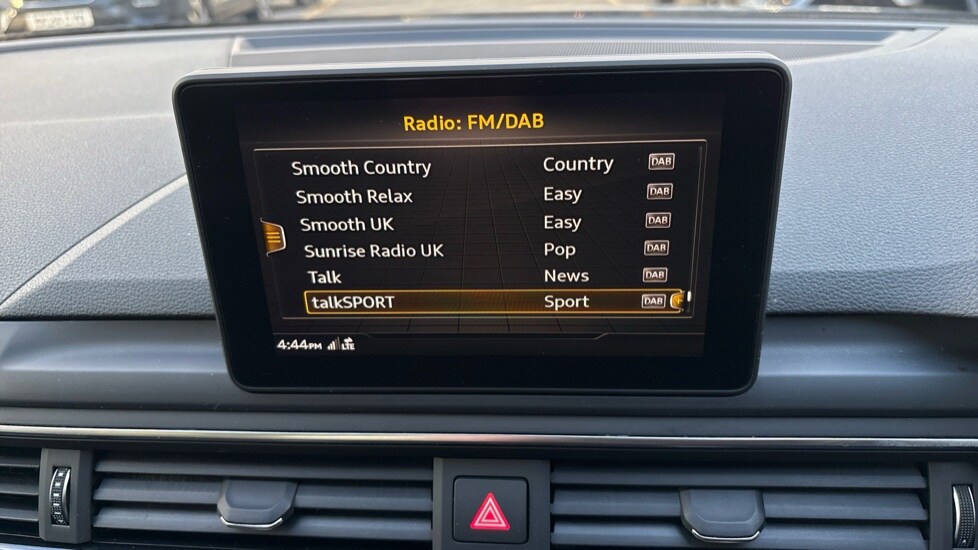 Radio: FM/DAB
Smooth Country Country DAB
Smooth Relax Easy DAB
Smooth UK Easy DAB
Sunrise Radio UK Pop DAB
Talk News DAB
talkSPORT Sport DAB
4:44PM LTE